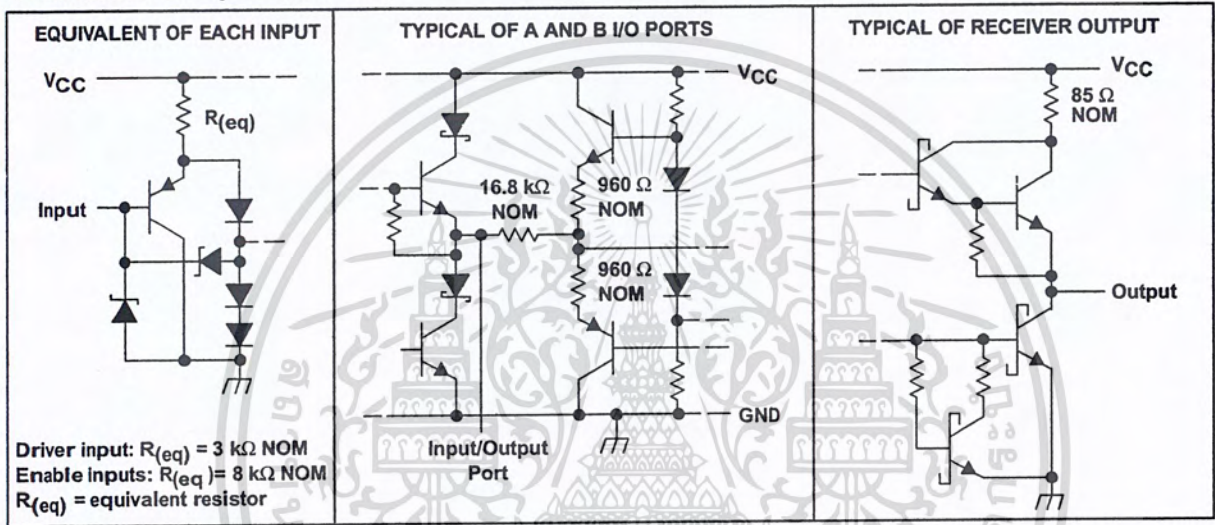 EQUIVALENT OF EACH INPUT
VCC
R(eq)
Input
Driver input: R(eq) = 3 kΩ NOM
Enable inputs: R(eq) = 8 kΩ NOM
R(eq) = equivalent resistor
TYPICAL OF A AND B I/O PORTS
VCC
16.8 kΩ
NOM
960 Ω
NOM
960 Ω
NOM
GND
Input/Output
Port
TYPICAL OF RECEIVER OUTPUT
VCC
85 Ω
NOM
Output